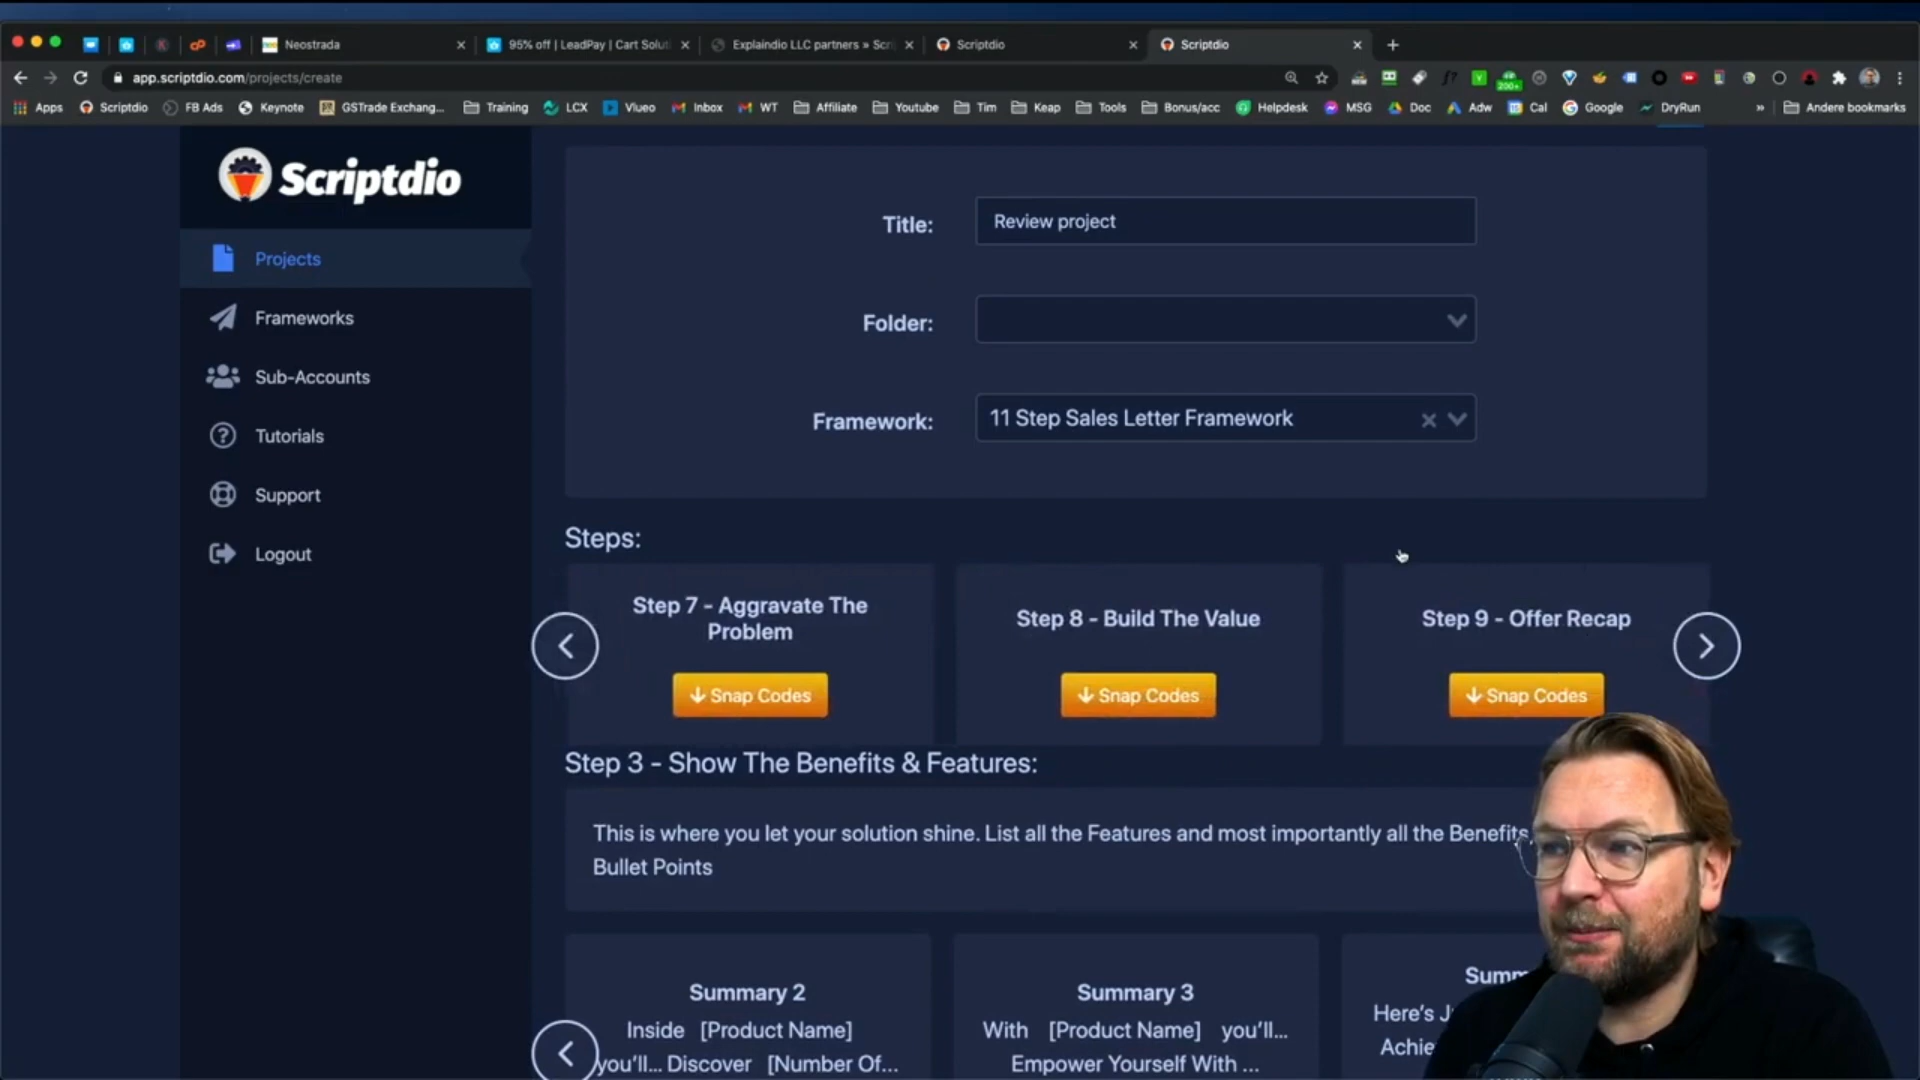 Neostrada
95% off | LeadPay | Cart Solut
Explaindio LLC partners » Scri
Scriptdio
Scriptdio
app.scriptdio.com/projects/create
200+
Apps
Scriptdio
FB Ads
Keynote
GSTrade Exchang...
Training
LCX
Vlueo
Inbox
WT
Affiliate
Youtube
Tim
Keap
Tools
Bonus/acc
Helpdesk
MSG
Doc
Adw
Cal
Google
DryRun
»
Andere bookmarks
Scriptdio
Projects
Frameworks
Sub-Accounts
Tutorials
Support
Logout
Title:
Review project
Folder:
Framework:
11 Step Sales Letter Framework
Steps:
Step 7 - Aggravate The
Problem
Snap Codes
Step 8 - Build The Value
Snap Codes
Step 9 - Offer Recap
Snap Codes
Step 3 - Show The Benefits & Features:
This is where you let your solution shine. List all the Features and most importantly all the Benefits
Bullet Points
Summary 2
Inside [Product Name]
you'll... Discover [Number Of...
Summary 3
With [Product Name] you'll...
Empower Yourself With ...
Summ
Here's J
Achie